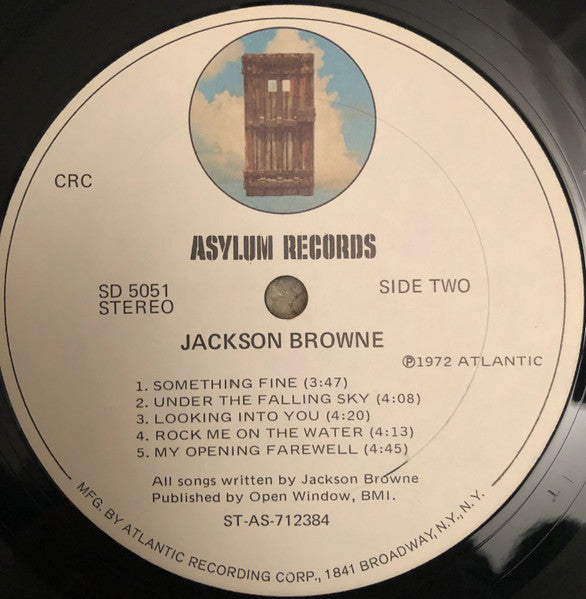 CRC
ASYLUM RECORDS
SD 5051
STEREO
SIDE TWO
JACKSON BROWNE
℗1972 ATLANTIC
1. SOMETHING FINE (3:47)
2. UNDER THE FALLING SKY (4:08)
3. LOOKING INTO YOU (4:20)
4. ROCK ME ON THE WATER (4:13)
5. MY OPENING FAREWELL (4:45)
All songs written by Jackson Browne
Published by Open Window, BMI.
ST-AS-712384
MFG. BY ATLANTIC RECORDING CORP., 1841 BROADWAY, N.Y., N.Y.